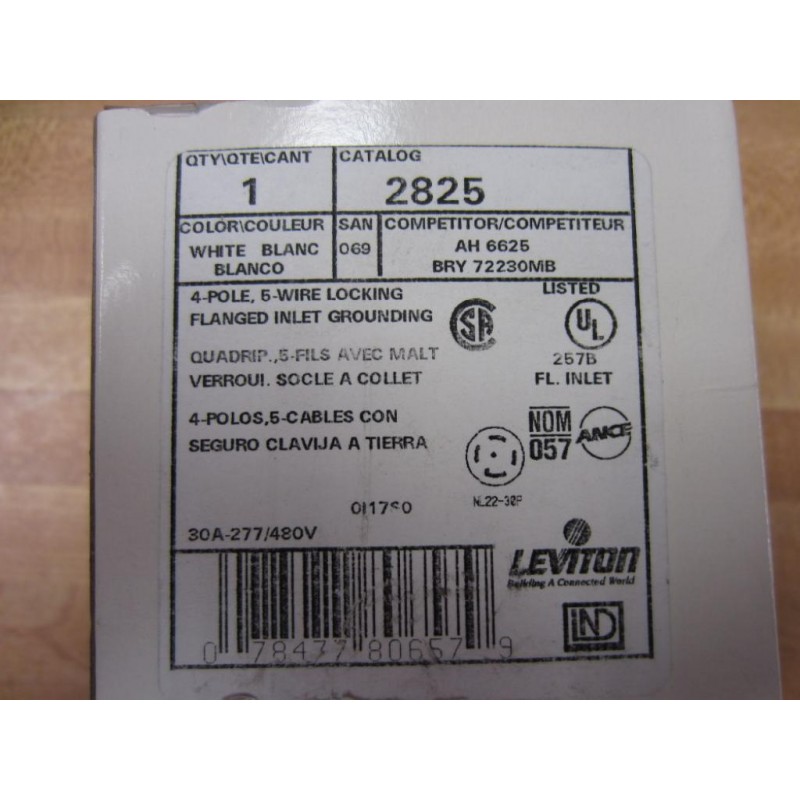 QTY\QTE\CANT
1
CATALOG
2825
COLOR\COULEUR
WHITE BLANC
BLANCO
SAN
069
COMPETITOR/COMPETITEUR
AH 6625
BRY 72230MB
4-POLE, 5-WIRE LOCKING
FLANGED INLET GROUNDING
SA
LISTED
UL
257B
FL. INLET
QUADRIP.,5-FILS AVEC MALT
VERROUI. SOCLE A COLLET
4-POLOS,5-CABLES CON
SEGURO CLAVIJA A TIERRA
NOM
057
ANCE
NL22-30P
30A-277/480V
LEVITON
Building A Connected World
IND
0 78477 80657 9